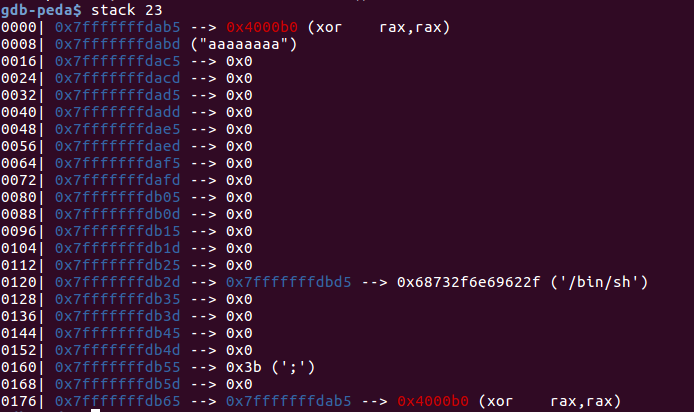 gdb-peda$ stack 23
0000| 0x7fffffffdab5 --> 0x4000b0 (xor    rax,rax)
0008| 0x7fffffffdabd ("aaaaaaaa")
0016| 0x7fffffffdac5 --> 0x0
0024| 0x7fffffffdacd --> 0x0
0032| 0x7fffffffdad5 --> 0x0
0040| 0x7fffffffdadd --> 0x0
0048| 0x7fffffffdae5 --> 0x0
0056| 0x7fffffffdaed --> 0x0
0064| 0x7fffffffdaf5 --> 0x0
0072| 0x7fffffffdafd --> 0x0
0080| 0x7fffffffdb05 --> 0x0
0088| 0x7fffffffdb0d --> 0x0
0096| 0x7fffffffdb15 --> 0x0
0104| 0x7fffffffdb1d --> 0x0
0112| 0x7fffffffdb25 --> 0x0
0120| 0x7fffffffdb2d --> 0x7fffffffdbd5 --> 0x68732f6e69622f ('/bin/sh')
0128| 0x7fffffffdb35 --> 0x0
0136| 0x7fffffffdb3d --> 0x0
0144| 0x7fffffffdb45 --> 0x0
0152| 0x7fffffffdb4d --> 0x0
0160| 0x7fffffffdb55 --> 0x3b (';')
0168| 0x7fffffffdb5d --> 0x0
0176| 0x7fffffffdb65 --> 0x7fffffffdab5 --> 0x4000b0 (xor    rax,rax)